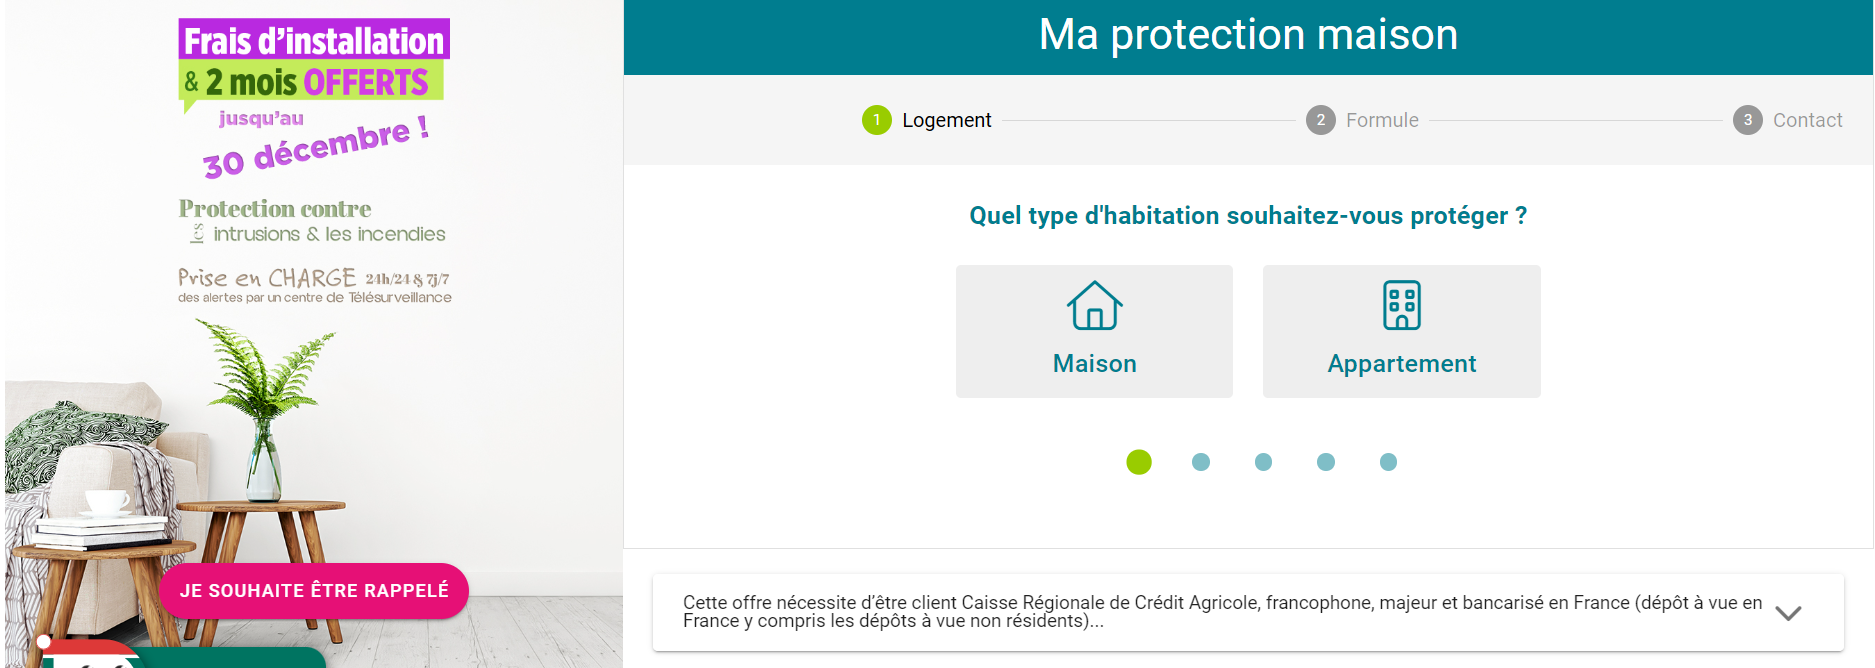 Frais d'installation
& 2 mois OFFERTS
jusqu'au
30 décembre !
Protection contre
les intrusions & les incendies
Prise en CHARGE 24h/24 & 7j/7
des alertes par un centre de Télésurveillance
JE SOUHAITE ÊTRE RAPPELÉ
Ma protection maison
1 Logement
2 Formule
3 Contact
Quel type d'habitation souhaitez-vous protéger ?
Maison
Appartement
Cette offre nécessite d’être client Caisse Régionale de Crédit Agricole, francophone, majeur et bancarisé en France (dépôt à vue en
France y compris les dépôts à vue non résidents)...